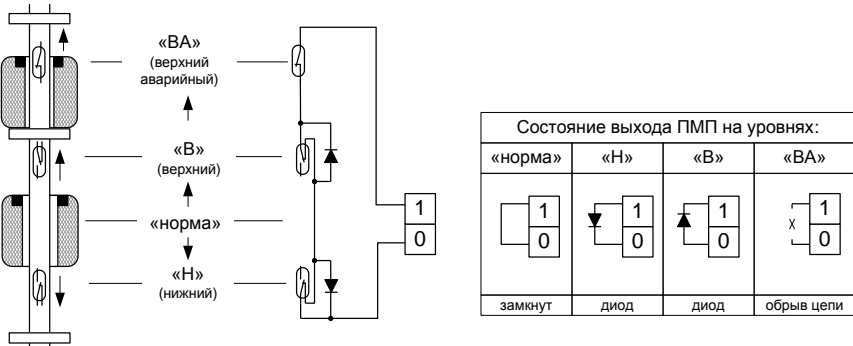 «ВА»
(верхний
аварийный)
«В»
(верхний)
«норма»
«Н»
(нижний)
1
0
Состояние выхода ПМП на уровнях:
«норма» «Н» «В» «ВА»
1 1 1 1
0 0 0 0
замкнут диод диод обрыв цепи